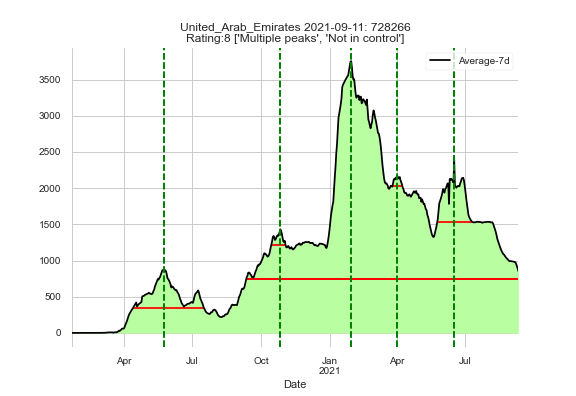 United_Arab_Emirates 2021-09-11: 728266
Rating:8 ['Multiple peaks', 'Not in control']
Average-7d
3500
3000
2500
2000
1500
1000
500
0
Apr Jul Oct Jan Apr Jul
2021
Date